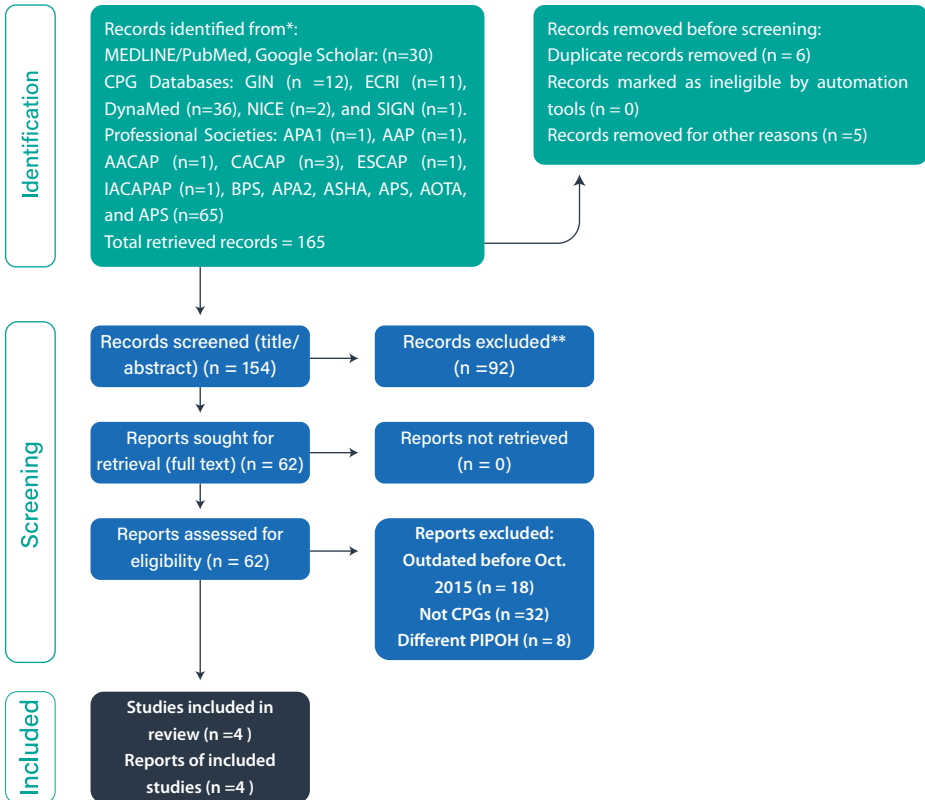 Identification
Records identified from*:
MEDLINE/PubMed, Google Scholar: (n=30)
CPG Databases: GIN (n =12), ECRI (n=11),
DynaMed (n=36), NICE (n=2), and SIGN (n=1).
Professional Societies: APA1 (n=1), AAP (n=1),
AACAP (n=1), CACAP (n=3), ESCAP (n=1),
IACAPAP (n=1), BPS, APA2, ASHA, APS, AOTA,
and APS (n=65)
Total retrieved records = 165
Records removed before screening:
Duplicate records removed (n = 6)
Records marked as ineligible by automation
tools (n = 0)
Records removed for other reasons (n =5)
Screening
Records screened (title/
abstract) (n = 154)
Records excluded**
(n =92)
Reports sought for
retrieval (full text) (n = 62)
Reports not retrieved
(n = 0)
Reports assessed for
eligibility (n = 62)
Reports excluded:
Outdated before Oct.
2015 (n = 18)
Not CPGs (n =32)
Different PIPOH (n = 8)
Included
Studies included in
review (n =4 )
Reports of included
studies (n =4 )